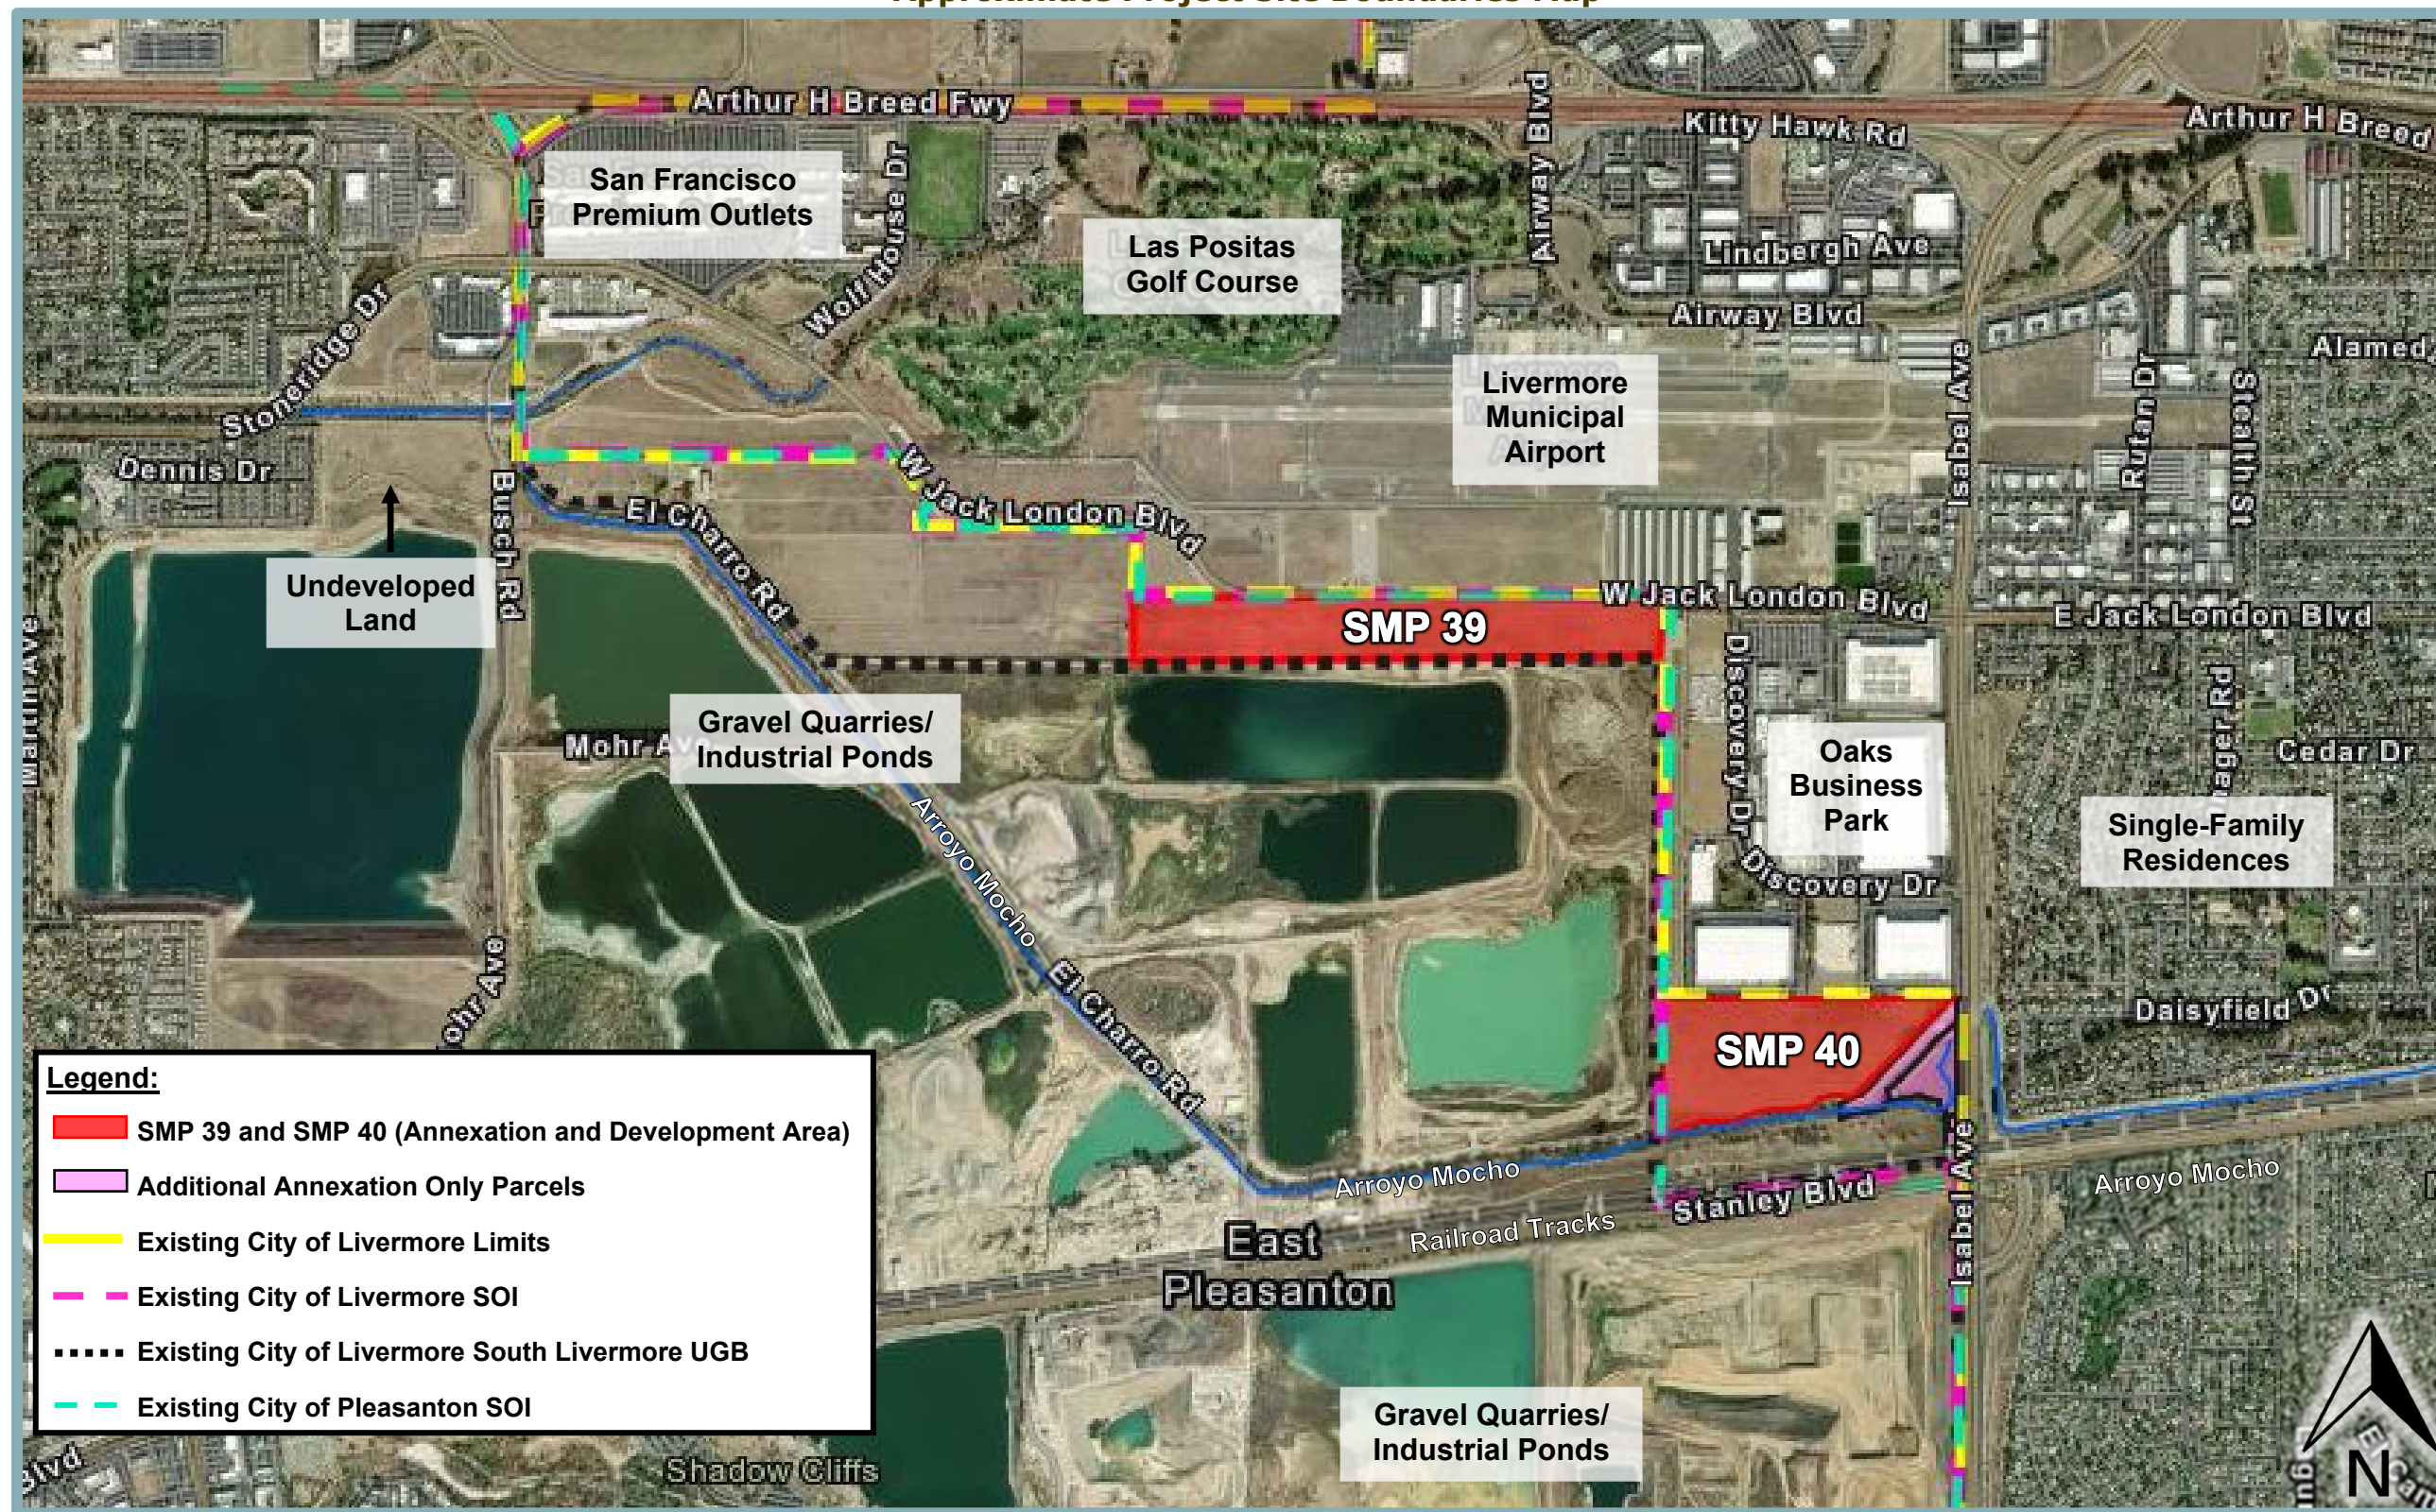 Approximate Project Site Boundaries Map
Arthur H Breed Fwy
Airway Blvd
Kitty Hawk Rd
Arthur H Breed
San Francisco
Premium Outlets
Wolf House Dr
Las Positas
Golf Course
Lindbergh Ave
Airway Blvd
Stoneridge Dr
Livermore
Municipal
Airport
Isabel Ave
Rutan Dr
Stealth St
Dennis Dr
Busch Rd
El Charro Rd
W Jack London Blvd
Undeveloped
Land
W Jack London Blvd
E Jack London Blvd
SMP 39
Discovery Dr
Gravel Quarries/
Industrial Ponds
Oaks
Business
Park
Cedar Dr
Single-Family
Residences
Arroyo Mocho
Discovery Dr
El Charro Rd
SMP 40
Daisyfield Dr
Arroyo Mocho
Stanley Blvd
Isabel Ave
Arroyo Mocho
Railroad Tracks
East
Pleasanton
Gravel Quarries/
Industrial Ponds
Shadow Cliffs
Blvd
Legend:
SMP 39 and SMP 40 (Annexation and Development Area)
Additional Annexation Only Parcels
Existing City of Livermore Limits
Existing City of Livermore SOI
Existing City of Livermore South Livermore UGB
Existing City of Pleasanton SOI
N